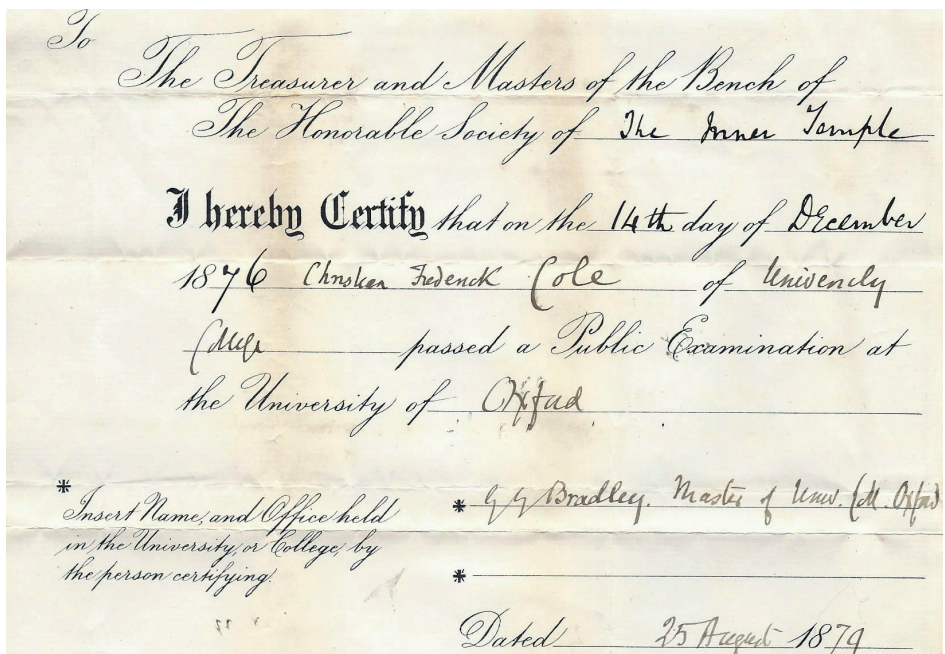 To
The Treasurer and Masters of the Bench of
The Honorable Society of The Inner Temple
I hereby Certify that on the 14th day of December
1876 Christian Frederick Cole of University
College passed a Public Examination at
the University of Oxford
* Insert Name, and Office held
in the University, or College, by
the person certifying.
* G G Bradley. Master of Univ. Coll. Oxford
*
Dated 25 August 1879